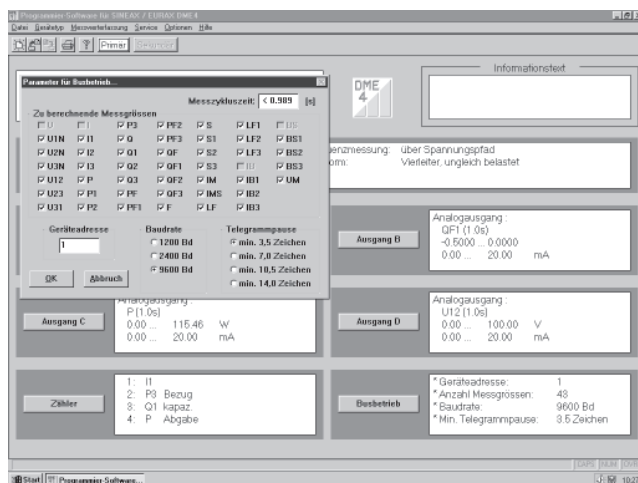 Programmier-Software für SINEAX / EURAX DME 4
Datei Gerätetyp Messwerterfassung Service Optionen Hilfe
Primär Sekundär
Parameter für Busbetrieb...
Messzykluszeit: < 0.989 [s]
Zu berechnende Messgrössen
U I P3 PF2 S LF1 US
U1N I1 Q PF3 S1 LF2 BS1
U2N I2 Q1 QF S2 LF3 BS2
U3N I3 Q2 QF1 S3 IU BS3
U12 P Q3 QF2 IM IB1 UM
U23 P1 PF QF3 IMS IB2
U31 P2 PF1 F LF IB3
Geräteadresse
1
Baudrate
1200 Bd
2400 Bd
9600 Bd
Telegrammpause
min. 3,5 Zeichen
min. 7,0 Zeichen
min. 10,5 Zeichen
min. 14,0 Zeichen
OK Abbruch
DME
4
Informationstext
enzmessung: über Spannungspfad
orm: Vierleiter, ungleich belastet
Ausgang B
Analogausgang :
QF1 (1.0s)
-0.5000 ... 0.0000
0.00 ... 20.00 mA
Ausgang C
Analogausgang :
P (1.0s)
0.00 ... 115.46 W
0.00 ... 20.00 mA
Ausgang D
Analogausgang :
U12 (1.0s)
0.00 ... 100.00 V
0.00 ... 20.00 mA
Zähler
1: I1
2: P3 Bezug
3: Q1 kapaz.
4: P Abgabe
Busbetrieb
* Geräteadresse: 1
* Anzahl Messgrössen: 43
* Baudrate: 9600 Bd
* Min. Telegrammpause: 3.5 Zeichen
CAPS NUM OVR
Start Programmier-Software...